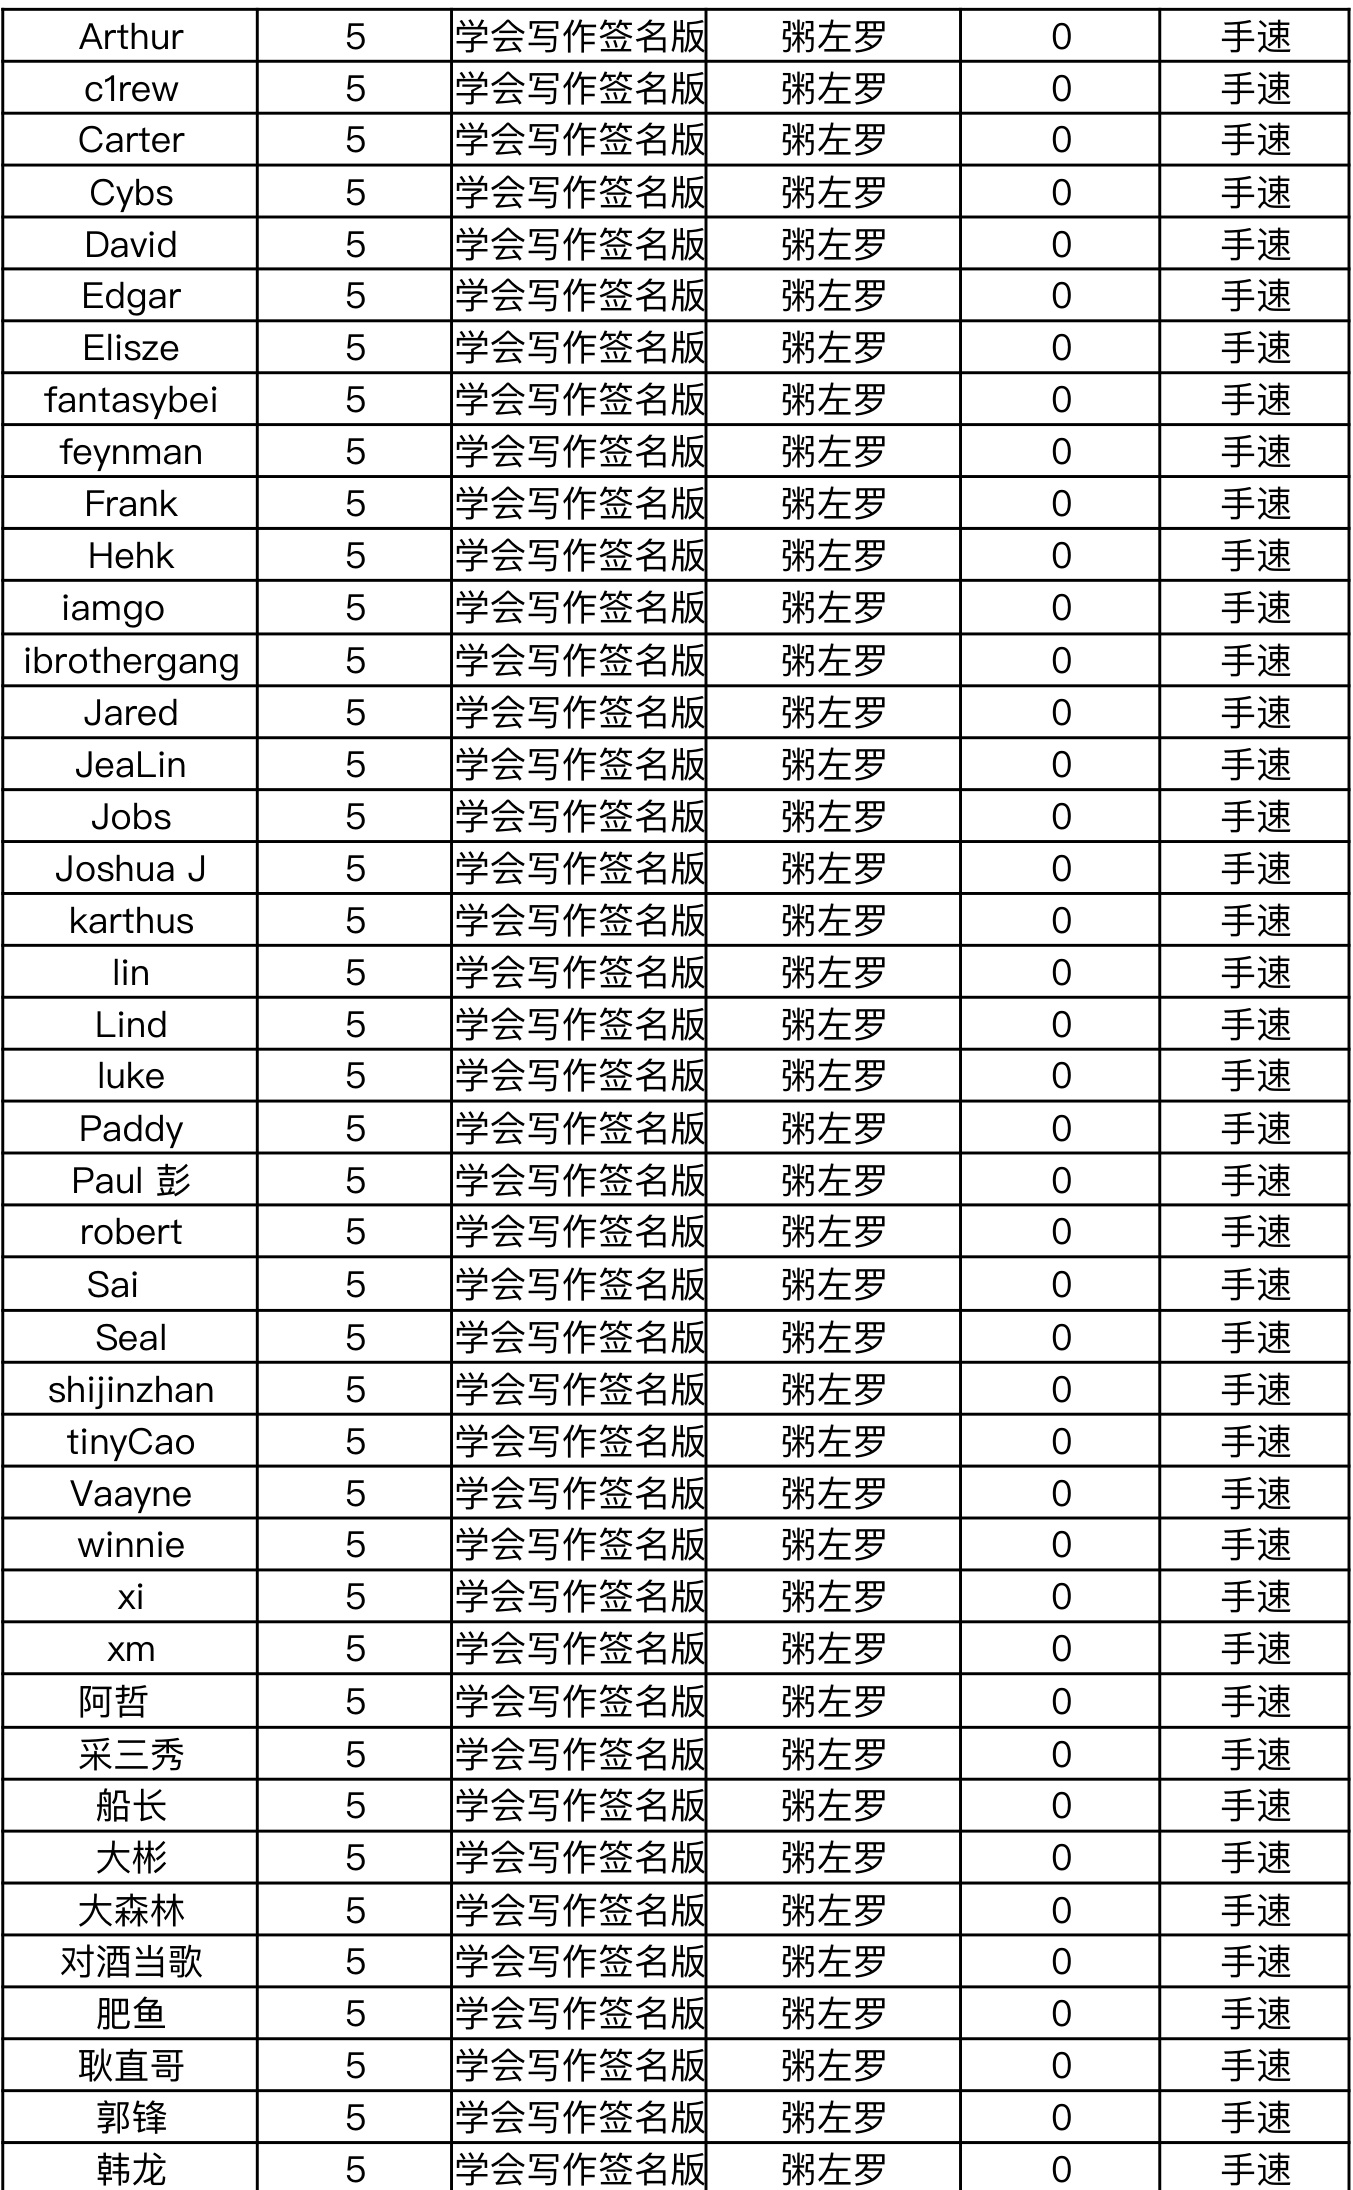 Arthur 5 学会写作签名版 粥左罗 0 手速
c1rew 5 学会写作签名版 粥左罗 0 手速
Carter 5 学会写作签名版 粥左罗 0 手速
Cybs 5 学会写作签名版 粥左罗 0 手速
David 5 学会写作签名版 粥左罗 0 手速
Edgar 5 学会写作签名版 粥左罗 0 手速
Elisze 5 学会写作签名版 粥左罗 0 手速
fantasybei 5 学会写作签名版 粥左罗 0 手速
feynman 5 学会写作签名版 粥左罗 0 手速
Frank 5 学会写作签名版 粥左罗 0 手速
Hehk 5 学会写作签名版 粥左罗 0 手速
iamgo 5 学会写作签名版 粥左罗 0 手速
ibrothergang 5 学会写作签名版 粥左罗 0 手速
Jared 5 学会写作签名版 粥左罗 0 手速
JeaLin 5 学会写作签名版 粥左罗 0 手速
Jobs 5 学会写作签名版 粥左罗 0 手速
Joshua J 5 学会写作签名版 粥左罗 0 手速
karthus 5 学会写作签名版 粥左罗 0 手速
lin 5 学会写作签名版 粥左罗 0 手速
Lind 5 学会写作签名版 粥左罗 0 手速
luke 5 学会写作签名版 粥左罗 0 手速
Paddy 5 学会写作签名版 粥左罗 0 手速
Paul 彭 5 学会写作签名版 粥左罗 0 手速
robert 5 学会写作签名版 粥左罗 0 手速
Sai 5 学会写作签名版 粥左罗 0 手速
Seal 5 学会写作签名版 粥左罗 0 手速
shijinzhan 5 学会写作签名版 粥左罗 0 手速
tinyCao 5 学会写作签名版 粥左罗 0 手速
Vaayne 5 学会写作签名版 粥左罗 0 手速
winnie 5 学会写作签名版 粥左罗 0 手速
xi 5 学会写作签名版 粥左罗 0 手速
xm 5 学会写作签名版 粥左罗 0 手速
阿哲 5 学会写作签名版 粥左罗 0 手速
采三秀 5 学会写作签名版 粥左罗 0 手速
船长 5 学会写作签名版 粥左罗 0 手速
大彬 5 学会写作签名版 粥左罗 0 手速
大森林 5 学会写作签名版 粥左罗 0 手速
对酒当歌 5 学会写作签名版 粥左罗 0 手速
肥鱼 5 学会写作签名版 粥左罗 0 手速
耿直哥 5 学会写作签名版 粥左罗 0 手速
郭锋 5 学会写作签名版 粥左罗 0 手速
韩龙 5 学会写作签名版 粥左罗 0 手速